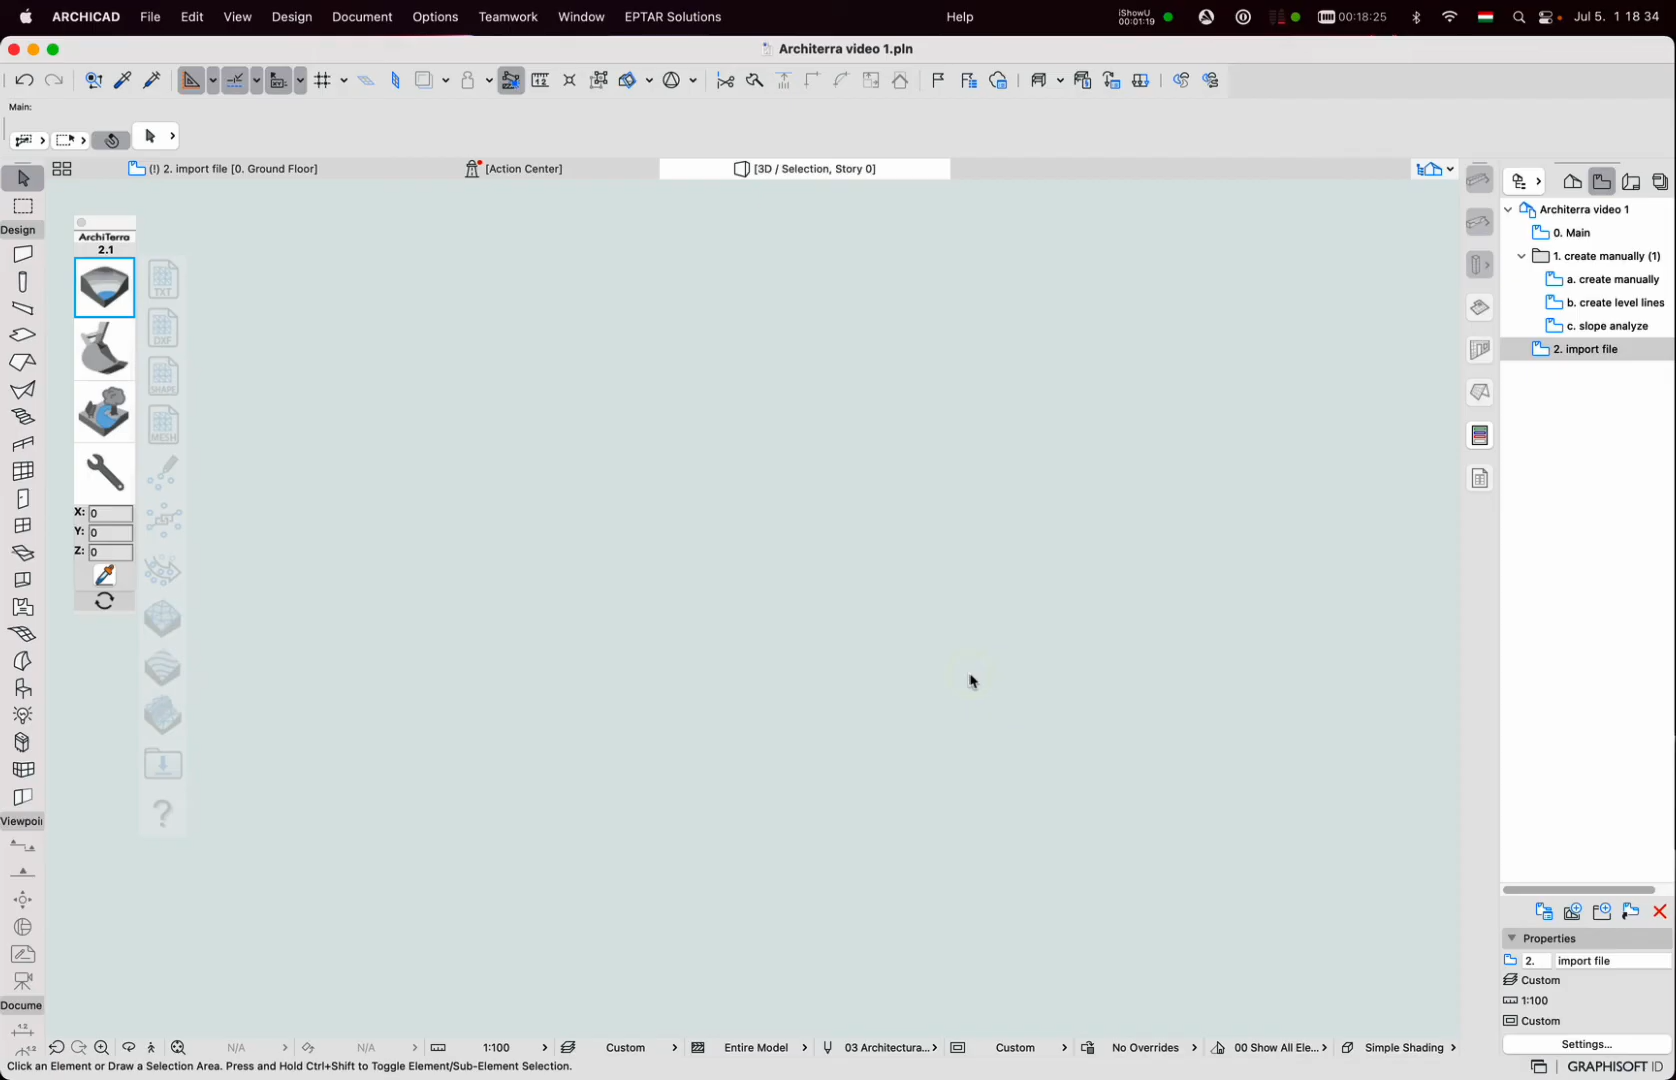 ARCHICAD File Edit View Design Document Options Teamwork Window EPTAR Solutions Help iShowU 00:01:19 00:18:25 Jul 5. 1 18 34
Architerra video 1.pln
Main:
(!) 2. import file [0. Ground Floor] [Action Center] [3D / Selection, Story 0]
Design
ArchiTerra
2.1
TXT
DXF
SHAPE
MESH
X: 0
Y: 0
Z: 0
?
Viewpoi
Docume
Architerra video 1
0. Main
1. create manually (1)
a. create manually
b. create level lines
c. slope analyze
2. import file
Properties
2. import file
Custom
1:100
Custom
Settings...
N/A N/A 1:100 Custom Entire Model 03 Architectura... Custom No Overrides 00 Show All Ele... Simple Shading
Click an Element or Draw a Selection Area. Press and Hold Ctrl+Shift to Toggle Element/Sub-Element Selection.
GRAPHISOFT ID